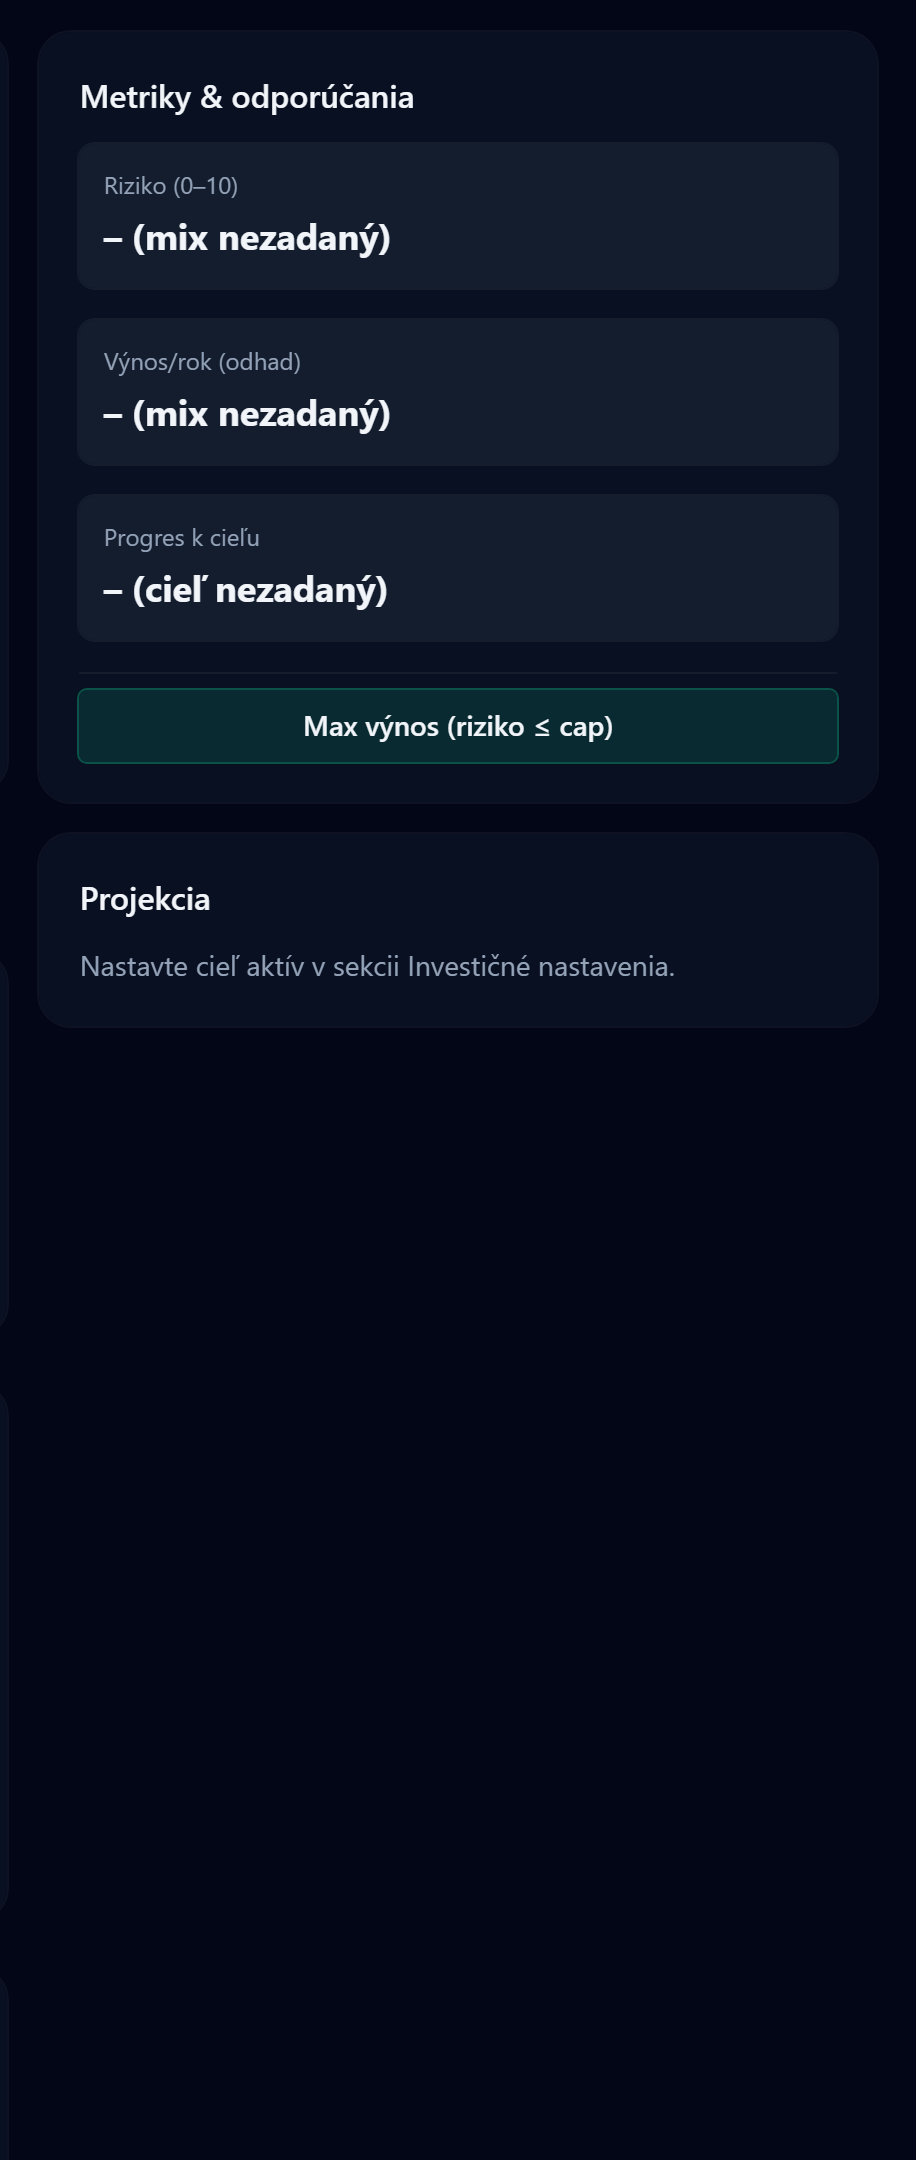 Metriky & odporúčania
Riziko (0–10)
– (mix nezadaný)
Výnos/rok (odhad)
– (mix nezadaný)
Progres k cieľu
– (cieľ nezadaný)
Max výnos (riziko ≤ cap)
Projekcia
Nastavte cieľ aktív v sekcii Investičné nastavenia.